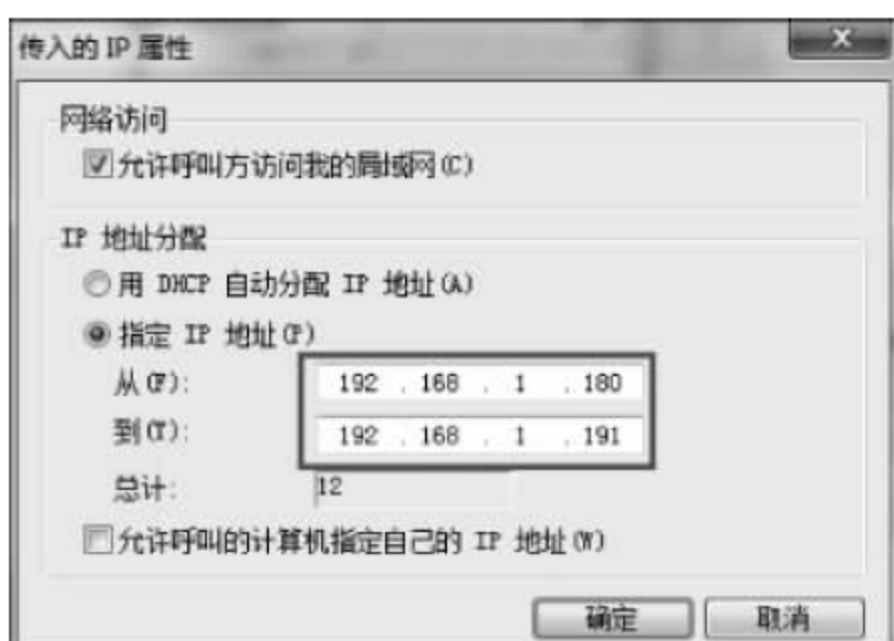 传入的 IP 属性
网络访问
允许呼叫方访问我的局域网(C)
IP 地址分配
用 DHCP 自动分配 IP 地址(A)
指定 IP 地址(P)
从(F): 192 . 168 . 1 . 180
到(T): 192 . 168 . 1 . 191
总计: 12
允许呼叫的计算机指定自己的 IP 地址(W)
确定 取消